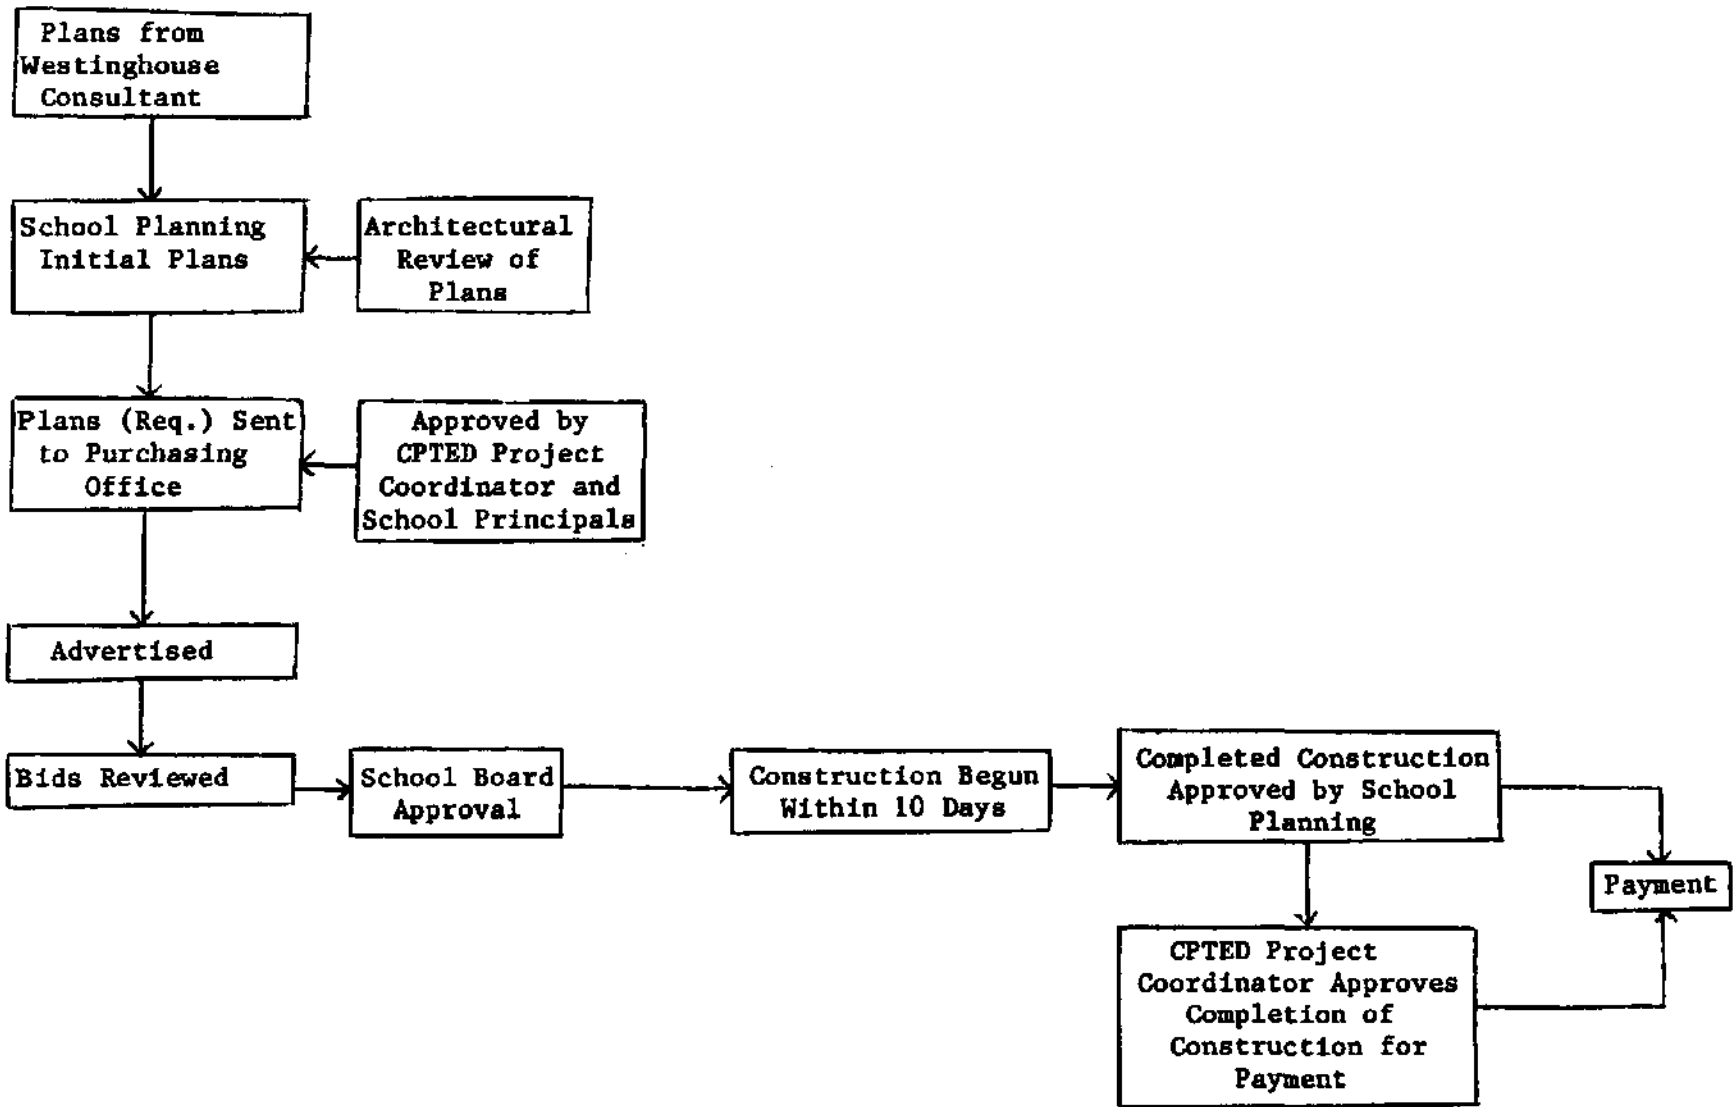 Plans from
Westinghouse
Consultant
School Planning
Initial Plans
Architectural
Review of
Plans
Plans (Req.) Sent
to Purchasing
Office
Approved by
CPTED Project
Coordinator and
School Principals
Advertised
Bids Reviewed
School Board
Approval
Construction Begun
Within 10 Days
Completed Construction
Approved by School
Planning
Payment
CPTED Project
Coordinator Approves
Completion of
Construction for
Payment